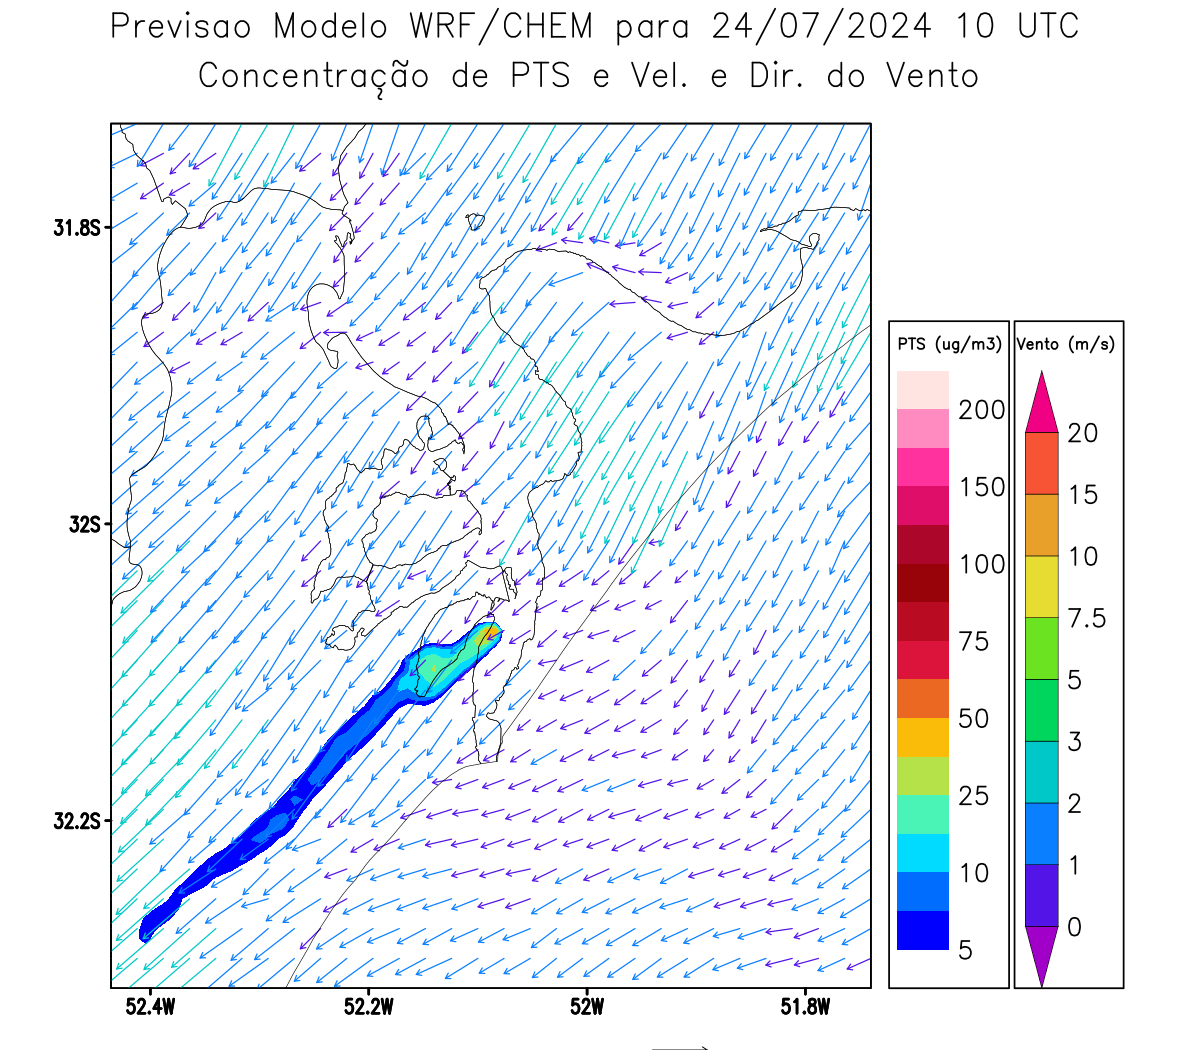 Previsao Modelo WRF/CHEM para 24/07/2024 10 UTC
Concentração de PTS e Vel. e Dir. do Vento
31.8S
32S
32.2S
52.4W
52.2W
52W
51.8W
PTS (ug/m3)
200
150
100
75
50
25
10
5
Vento (m/s)
20
15
10
7.5
5
3
2
1
0